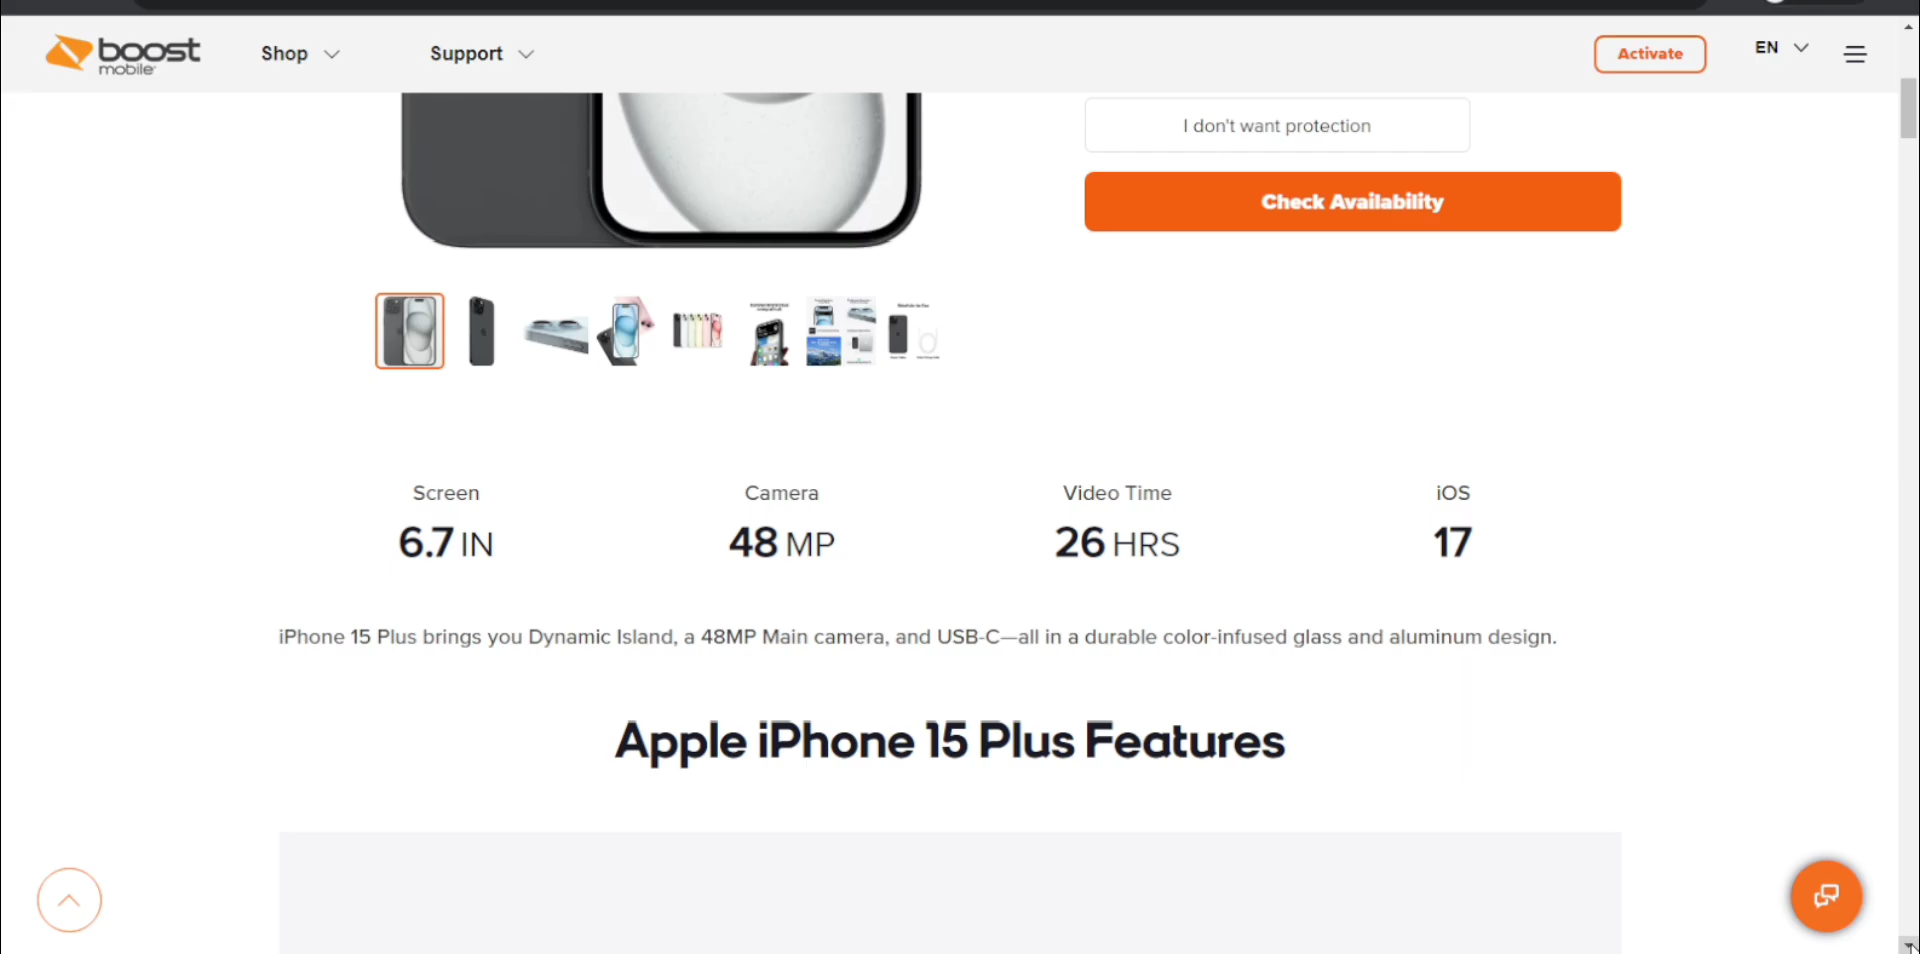 boost
mobile
Shop
Support
Activate
EN
I don't want protection
Check Availability
Screen
6.7 IN
Camera
48 MP
Video Time
26 HRS
iOS
17
iPhone 15 Plus brings you Dynamic Island, a 48MP Main camera, and USB-C—all in a durable color-infused glass and aluminum design.
Apple iPhone 15 Plus Features